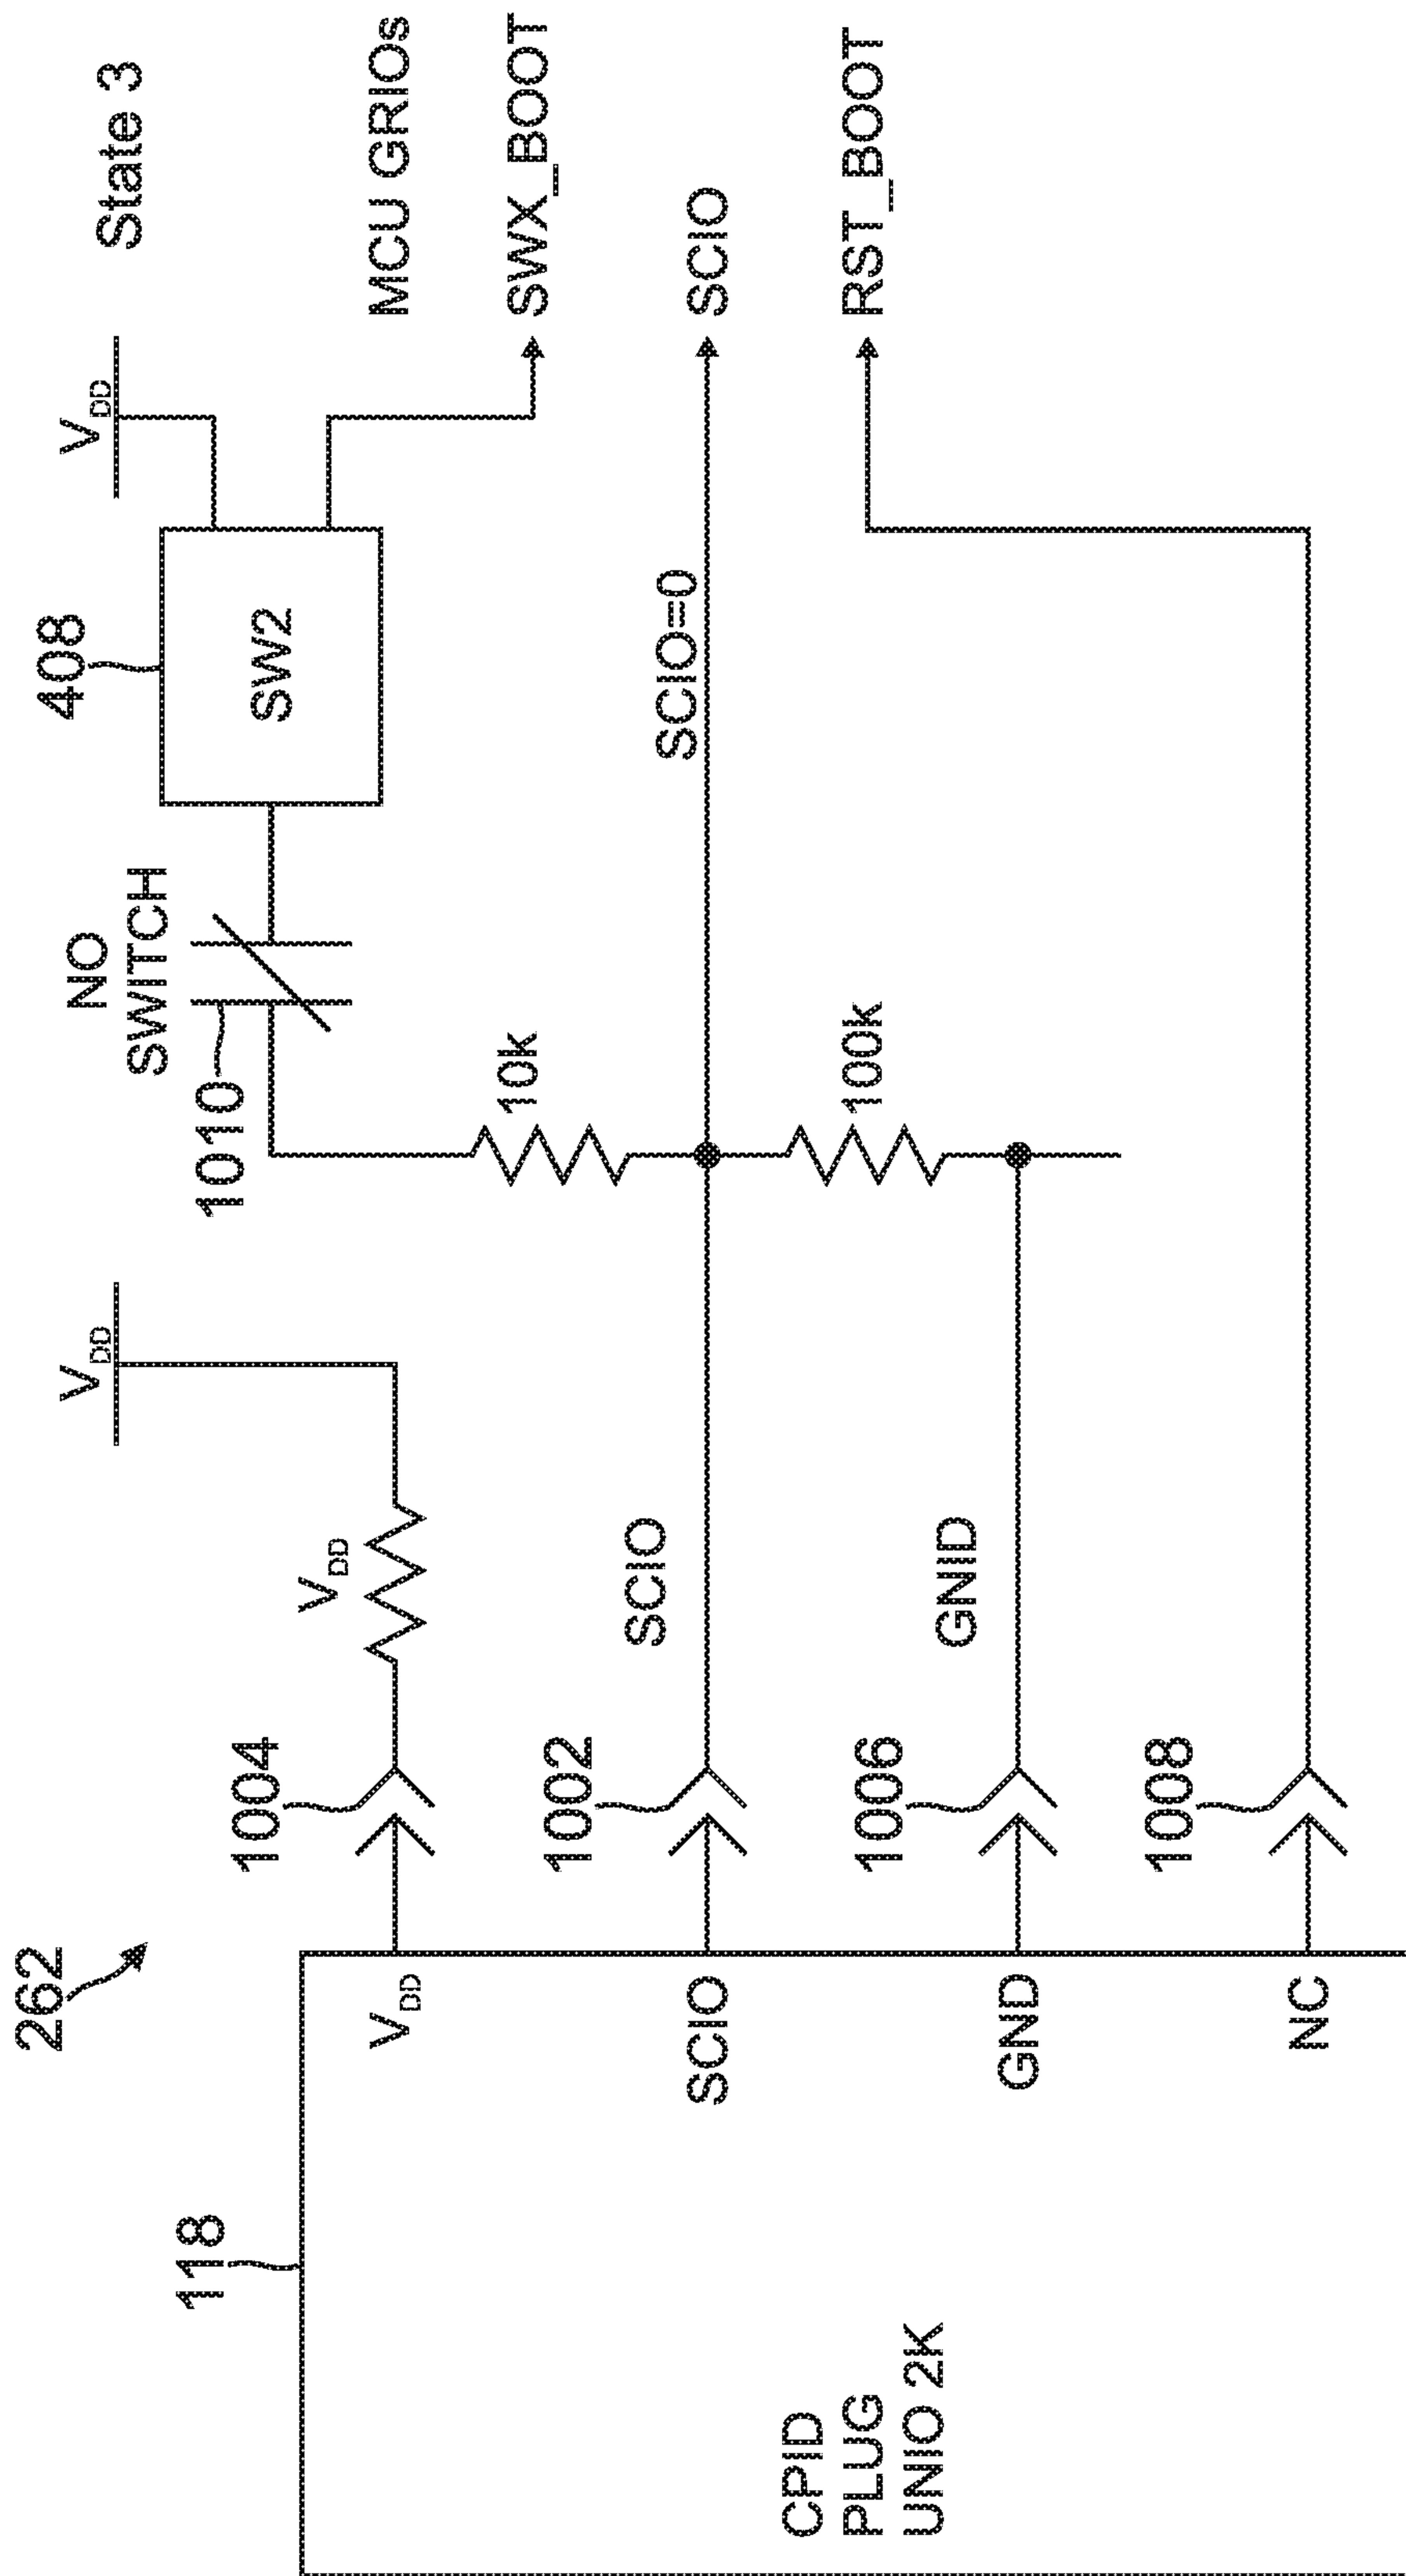 State 3
262
118
CPID
PLUG
UNIO 2K
VDD
SCIO
GND
NC
1004
1002
1006
1008
VDD
VDD
SCIO
GNID
1010
NO
SWITCH
10k
100k
408
SW2
VDD
SCIO=0
MCU GRIOs
SWX_BOOT
SCIO
RST_BOOT